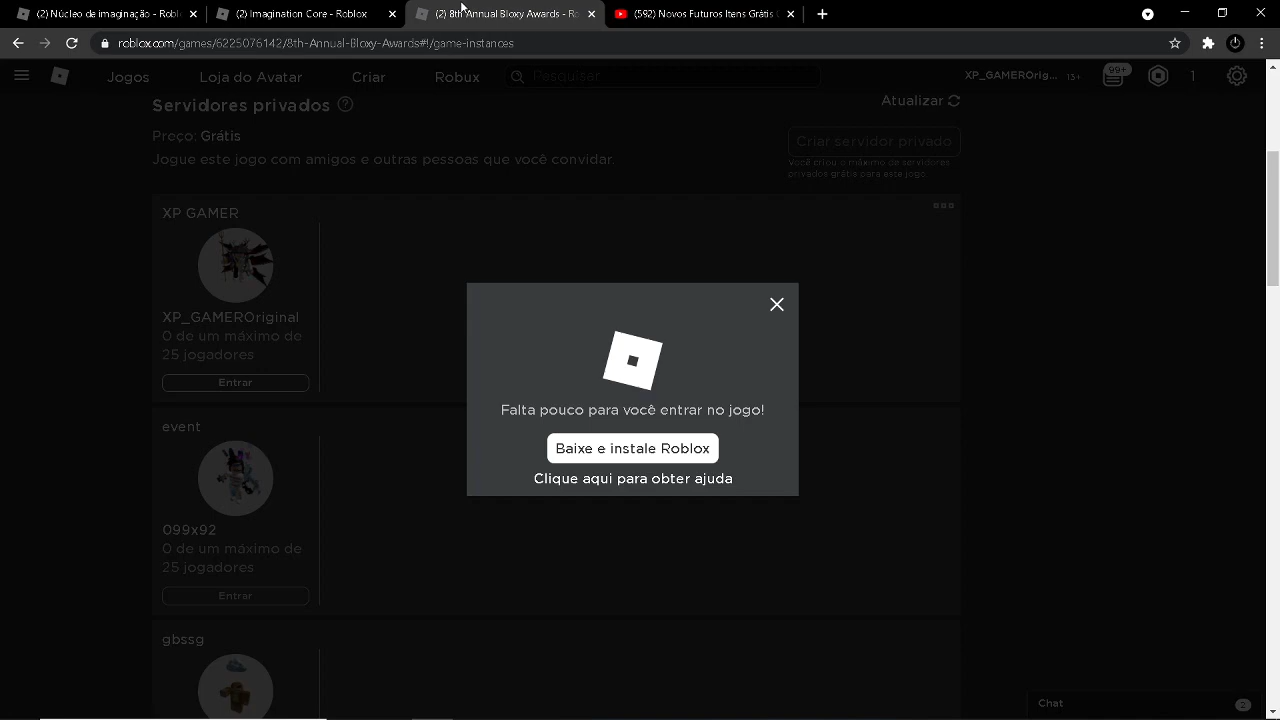 (2) Núcleo de imaginação - Robl
(2) Imagination Core - Roblox
(2) 8th Annual Bloxy Awards - Ro
(592) Novos Futuros Itens Grátis
roblox.com/games/6225076142/8th-Annual-Bloxy-Awards#!/game-instances
Jogos
Loja do Avatar
Criar
Robux
Pesquisar
XP_GAMEROrig...
13+
99+
1
Servidores privados
Atualizar
Preço: Grátis
Criar servidor privado
Jogue este jogo com amigos e outras pessoas que você convidar.
Você criou o máximo de servidores
privados grátis para este jogo.
XP GAMER
XP_GAMEROriginal
0 de um máximo de
25 jogadores
Entrar
Falta pouco para você entrar no jogo!
Baixe e instale Roblox
Clique aqui para obter ajuda
event
099x92
0 de um máximo de
25 jogadores
Entrar
gbssg
Chat
2